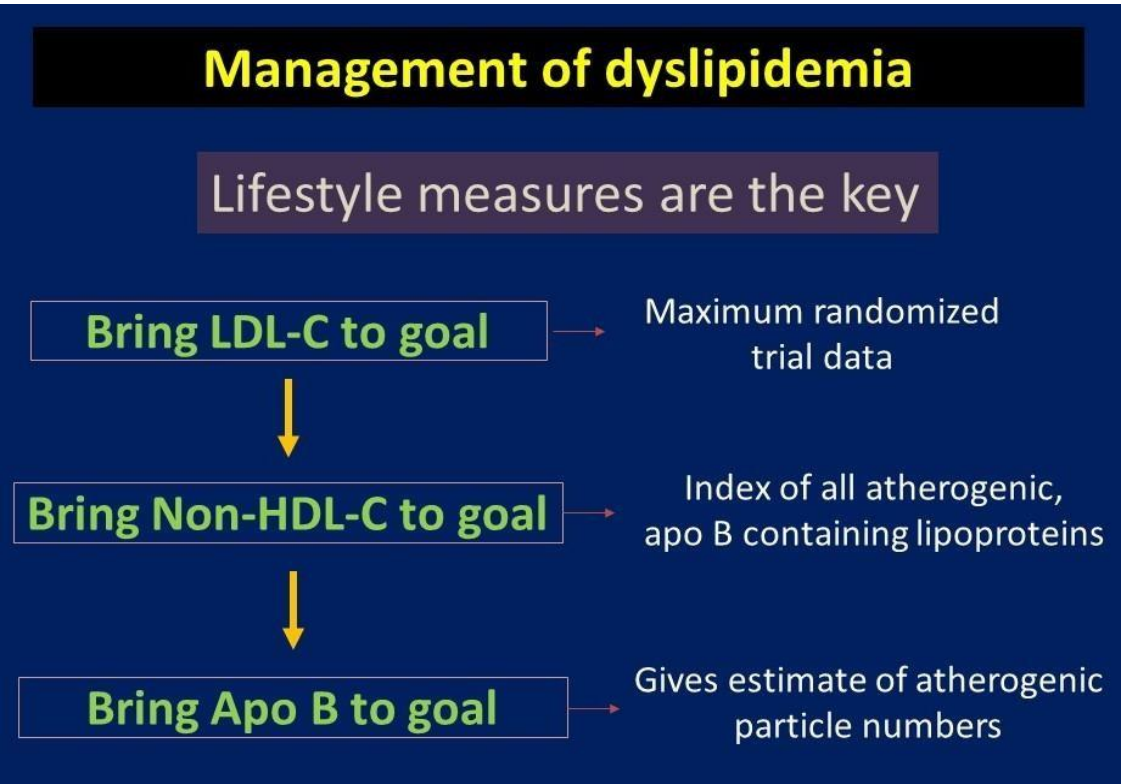 Management of dyslipidemia
Lifestyle measures are the key
Bring LDL-C to goal
Maximum randomized
trial data
Bring Non-HDL-C to goal
Index of all atherogenic,
apo B containing lipoproteins
Bring Apo B to goal
Gives estimate of atherogenic
particle numbers